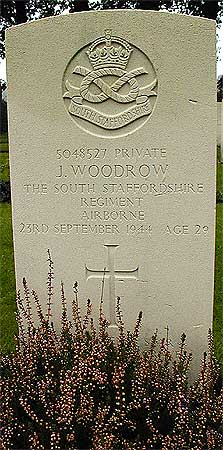 SOUTH STAFFORDSHIRE
5048527 PRIVATE
J. WOODROW
THE SOUTH STAFFORDSHIRE
REGIMENT
AIRBORNE
23RD SEPTEMBER 1944 AGE 29